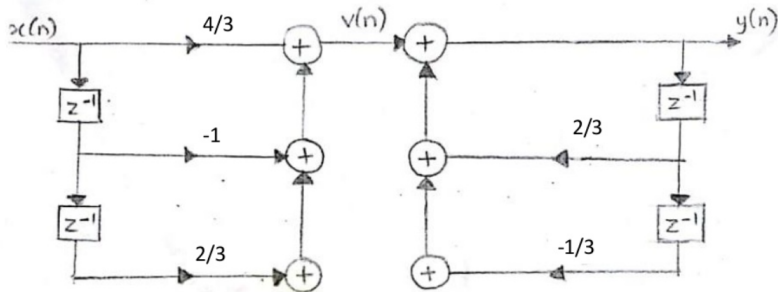 x(n) 4/3 v(n) y(n)
z⁻¹ z⁻¹
-1 2/3
z⁻¹ z⁻¹
2/3 -1/3
+ +
+ +
+ +